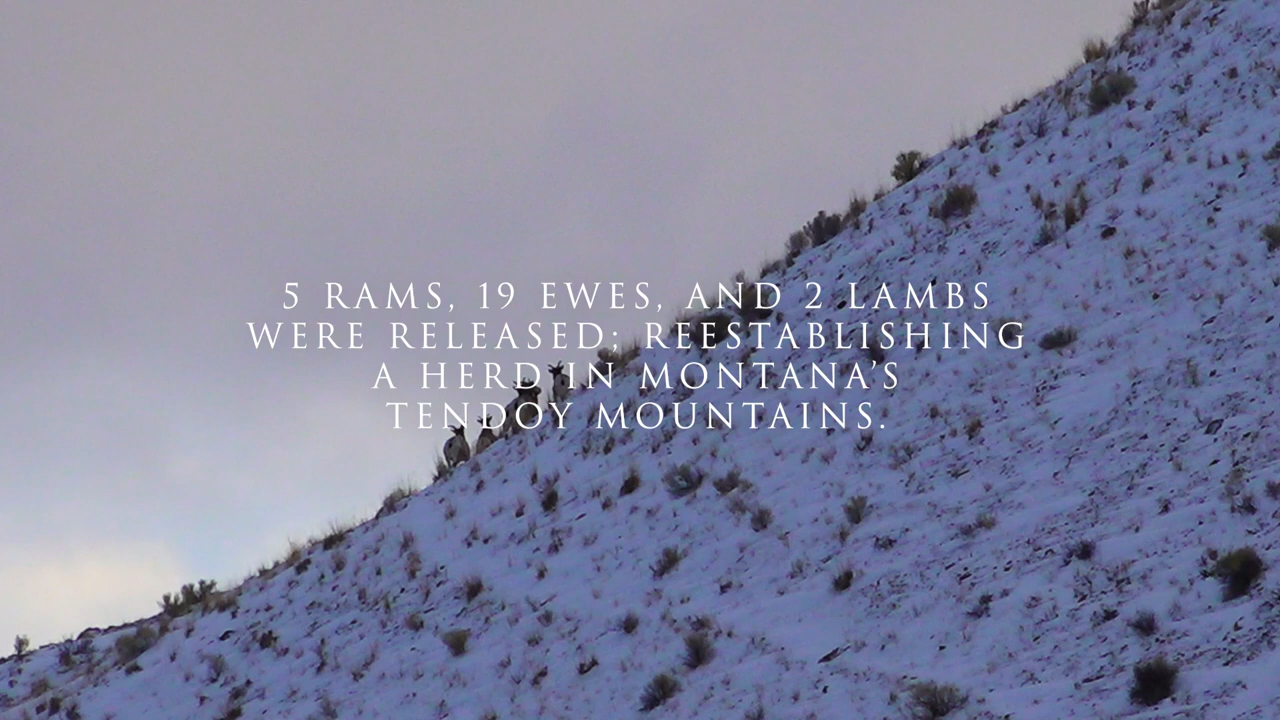 5 RAMS, 19 EWES, AND 2 LAMBS
WERE RELEASED; REESTABLISHING
A HERD IN MONTANA’S
TENDOY MOUNTAINS.